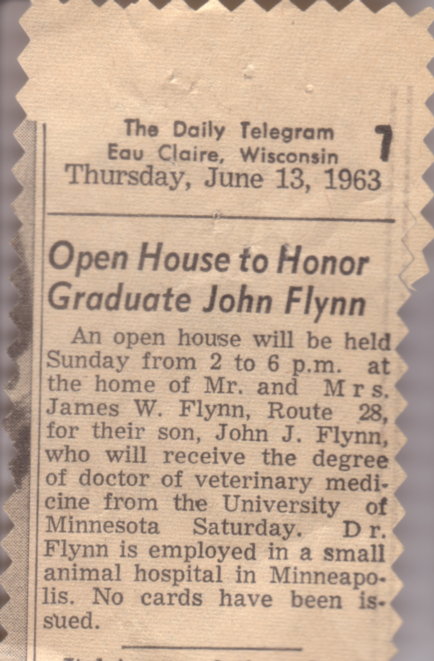 The Daily Telegram 7
Eau Claire, Wisconsin
Thursday, June 13, 1963
Open House to Honor
Graduate John Flynn
An open house will be held
Sunday from 2 to 6 p.m. at
the home of Mr. and Mrs.
James W. Flynn, Route 28,
for their son, John J. Flynn,
who will receive the degree
of doctor of veterinary medi-
cine from the University of
Minnesota Saturday. Dr.
Flynn is employed in a small
animal hospital in Minneapo-
lis. No cards have been is-
sued.